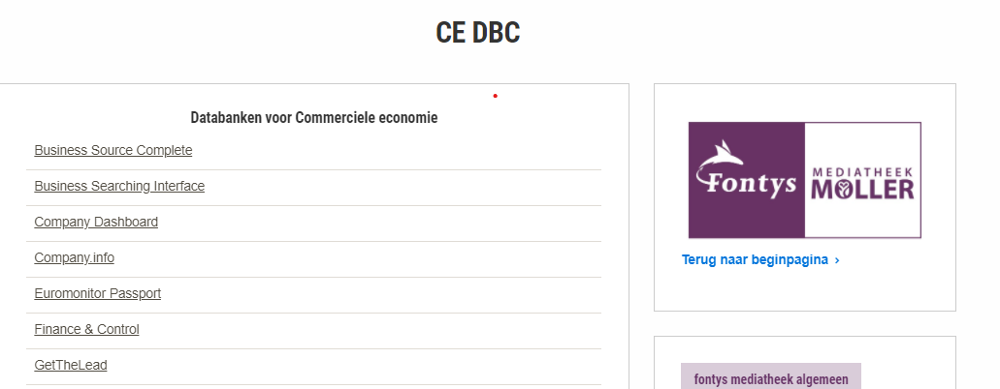 CE DBC
Databanken voor Commerciele economie
Business Source Complete
Business Searching Interface
Company Dashboard
Company.info
Euromonitor Passport
Finance & Control
GetTheLead
Fontys
MEDIATHEEK
MOLLER
Terug naar beginpagina ›
fontys mediatheek algemeen